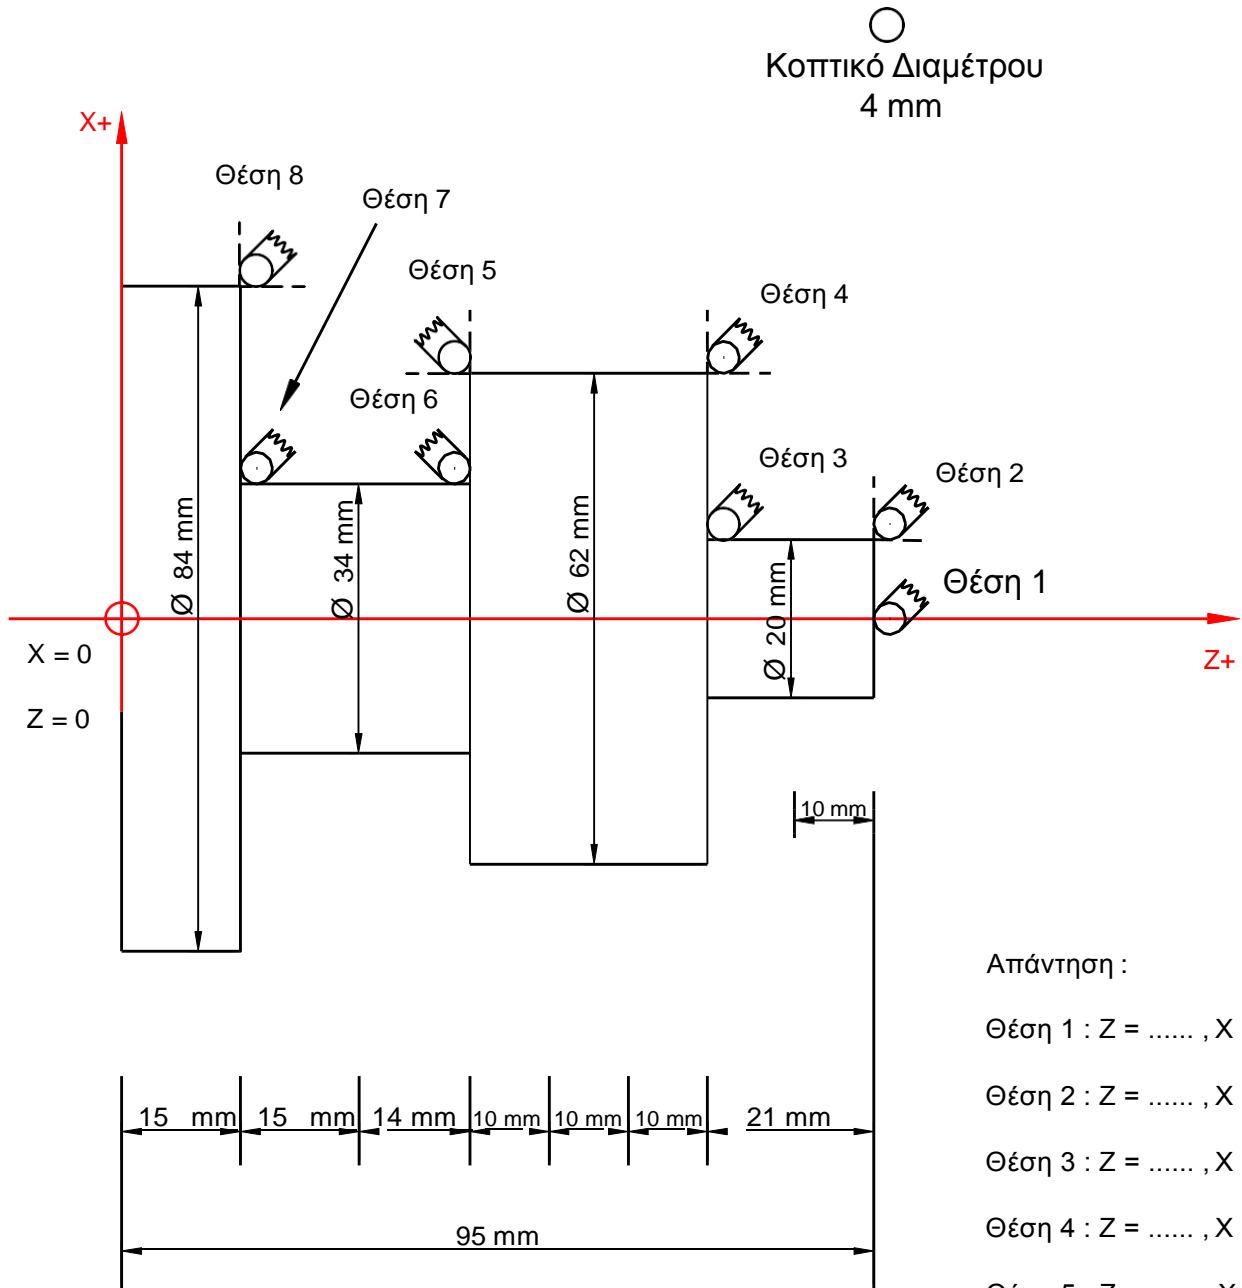 Κοπτικό Διαμέτρου
4 mm
X+
Θέση 8
Θέση 7
Θέση 5
Θέση 4
Θέση 6
Θέση 3
Θέση 2
Θέση 1
Ø 84 mm
Ø 34 mm
Ø 62 mm
Ø 20 mm
X = 0
Z = 0
Z+
10 mm
Απάντηση :
Θέση 1 : Z = ...... , X
Θέση 2 : Z = ...... , X
Θέση 3 : Z = ...... , X
Θέση 4 : Z = ...... , X
15 mm
15 mm
14 mm
10 mm
10 mm
10 mm
21 mm
95 mm